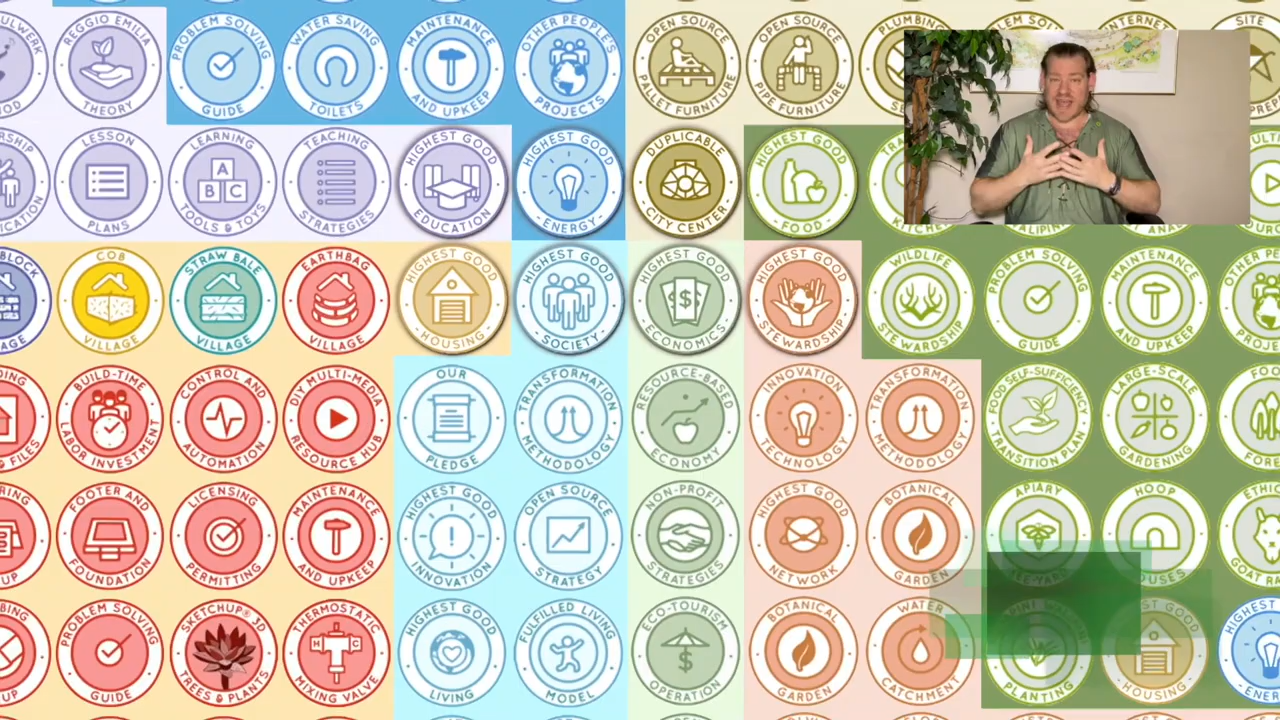 REGGIO EMILIA THEORY
PROBLEM SOLVING GUIDE
WATER SAVING TOILETS
MAINTENANCE AND UPKEEP
OTHER PEOPLE'S PROJECTS
OPEN SOURCE PALLET FURNITURE
OPEN SOURCE PIPE FURNITURE
PLUMBING
INTERNET
SITE
LESSON PLANS
LEARNING TOOLS & TOYS
A B C
TEACHING STRATEGIES
HIGHEST GOOD EDUCATION
HIGHEST GOOD ENERGY
DUPLICABLE CITY CENTER
HIGHEST GOOD FOOD
COB VILLAGE
STRAW BALE VILLAGE
EARTHBAG VILLAGE
HIGHEST GOOD HOUSING
HIGHEST GOOD SOCIETY
HIGHEST GOOD ECONOMICS
$
HIGHEST GOOD STEWARDSHIP
WILDLIFE STEWARDSHIP
PROBLEM SOLVING GUIDE
MAINTENANCE AND UPKEEP
BUILD-TIME LABOR INVESTMENT
CONTROL AND AUTOMATION
DIY MULTI-MEDIA RESOURCE HUB
OUR PLEDGE
TRANSFORMATION METHODOLOGY
RESOURCE-BASED ECONOMY
INNOVATION TECHNOLOGY
TRANSFORMATION METHODOLOGY
FOOD SELF-SUFFICIENCY TRANSITION PLAN
LARGE-SCALE GARDENING
FOOTER AND FOUNDATION
LICENSING PERMITTING
MAINTENANCE AND UPKEEP
HIGHEST GOOD INNOVATION
OPEN SOURCE STRATEGY
NON-PROFIT STRATEGIES
HIGHEST GOOD NETWORK
BOTANICAL GARDEN
APIARY
HOOP
PROBLEM SOLVING GUIDE
SKETCHUP® 3D TREES & PLANTS
THERMOSTATIC MIXING VALVE
H C
HIGHEST GOOD LIVING
FULFILLED LIVING MODEL
ECO-TOURISM OPERATION
$
BOTANICAL GARDEN
WATER CATCHMENT
PLANTING
HOUSING